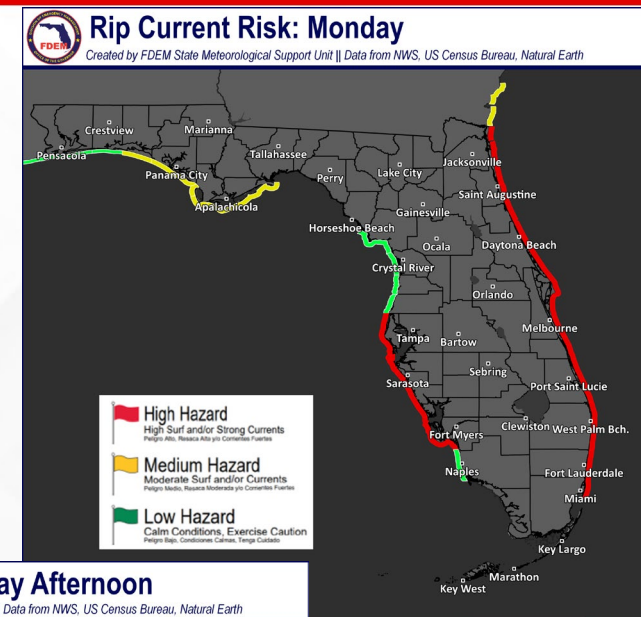 FDEM
Rip Current Risk: Monday
Created by FDEM State Meteorological Support Unit || Data from NWS, US Census Bureau, Natural Earth
Crestview
Marianna
Pensacola
Tallahassee
Panama City
Perry
Lake City
Jacksonville
Apalachicola
Saint Augustine
Gainesville
Horseshoe Beach
Ocala
Daytona Beach
Crystal River
Orlando
Tampa
Bartow
Melbourne
Sebring
Sarasota
Port Saint Lucie
Fort Myers
Clewiston
West Palm Bch.
Naples
Fort Lauderdale
Miami
Key Largo
Marathon
Key West
High Hazard
High Surf and/or Strong Currents
Peligro Alto, Resaca Alta y/o Corrientes Fuertes
Medium Hazard
Moderate Surf and/or Currents
Peligro Medio, Resaca Moderada y/o Corrientes Fuertes
Low Hazard
Calm Conditions, Exercise Caution
Peligro Bajo, Condiciones Calmas, Tenga Cuidado
ay Afternoon
Data from NWS, US Census Bureau, Natural Earth